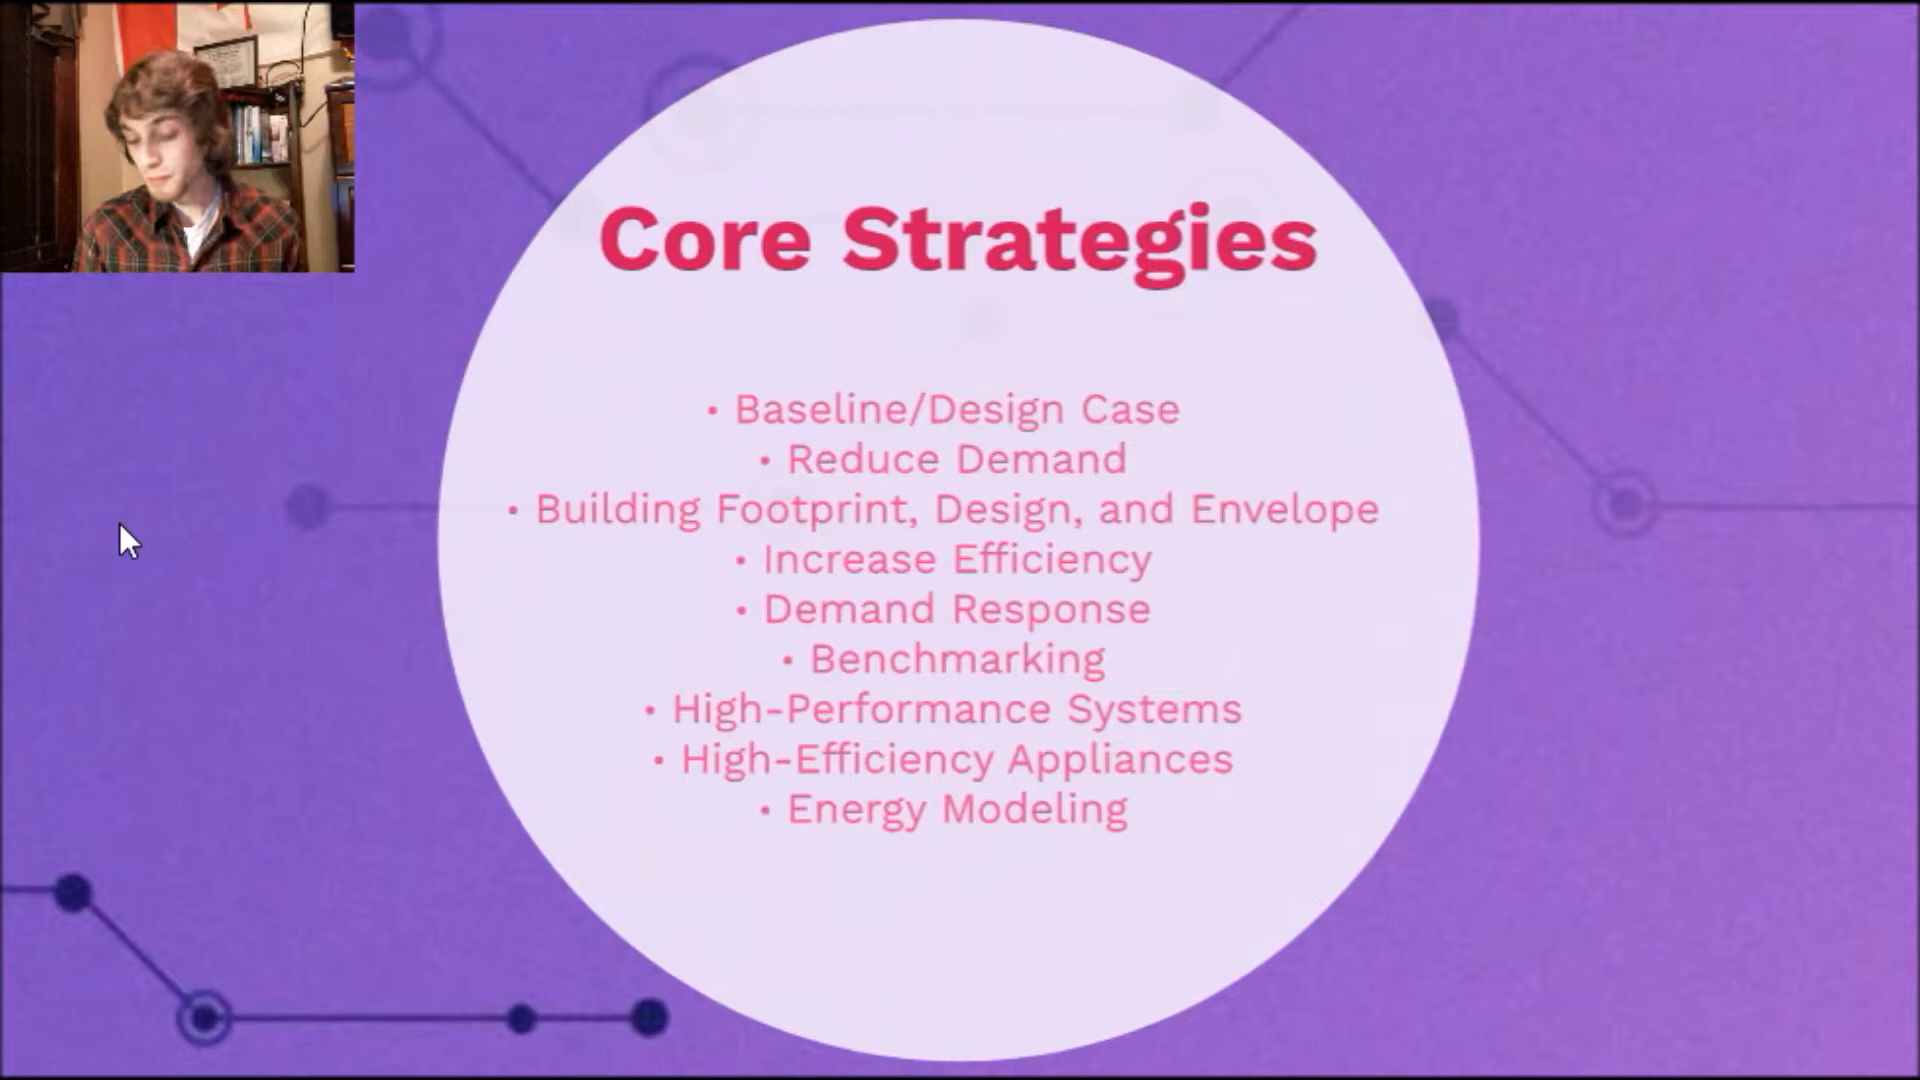 Core Strategies
• Baseline/Design Case
• Reduce Demand
• Building Footprint, Design, and Envelope
• Increase Efficiency
• Demand Response
• Benchmarking
• High-Performance Systems
• High-Efficiency Appliances
• Energy Modeling